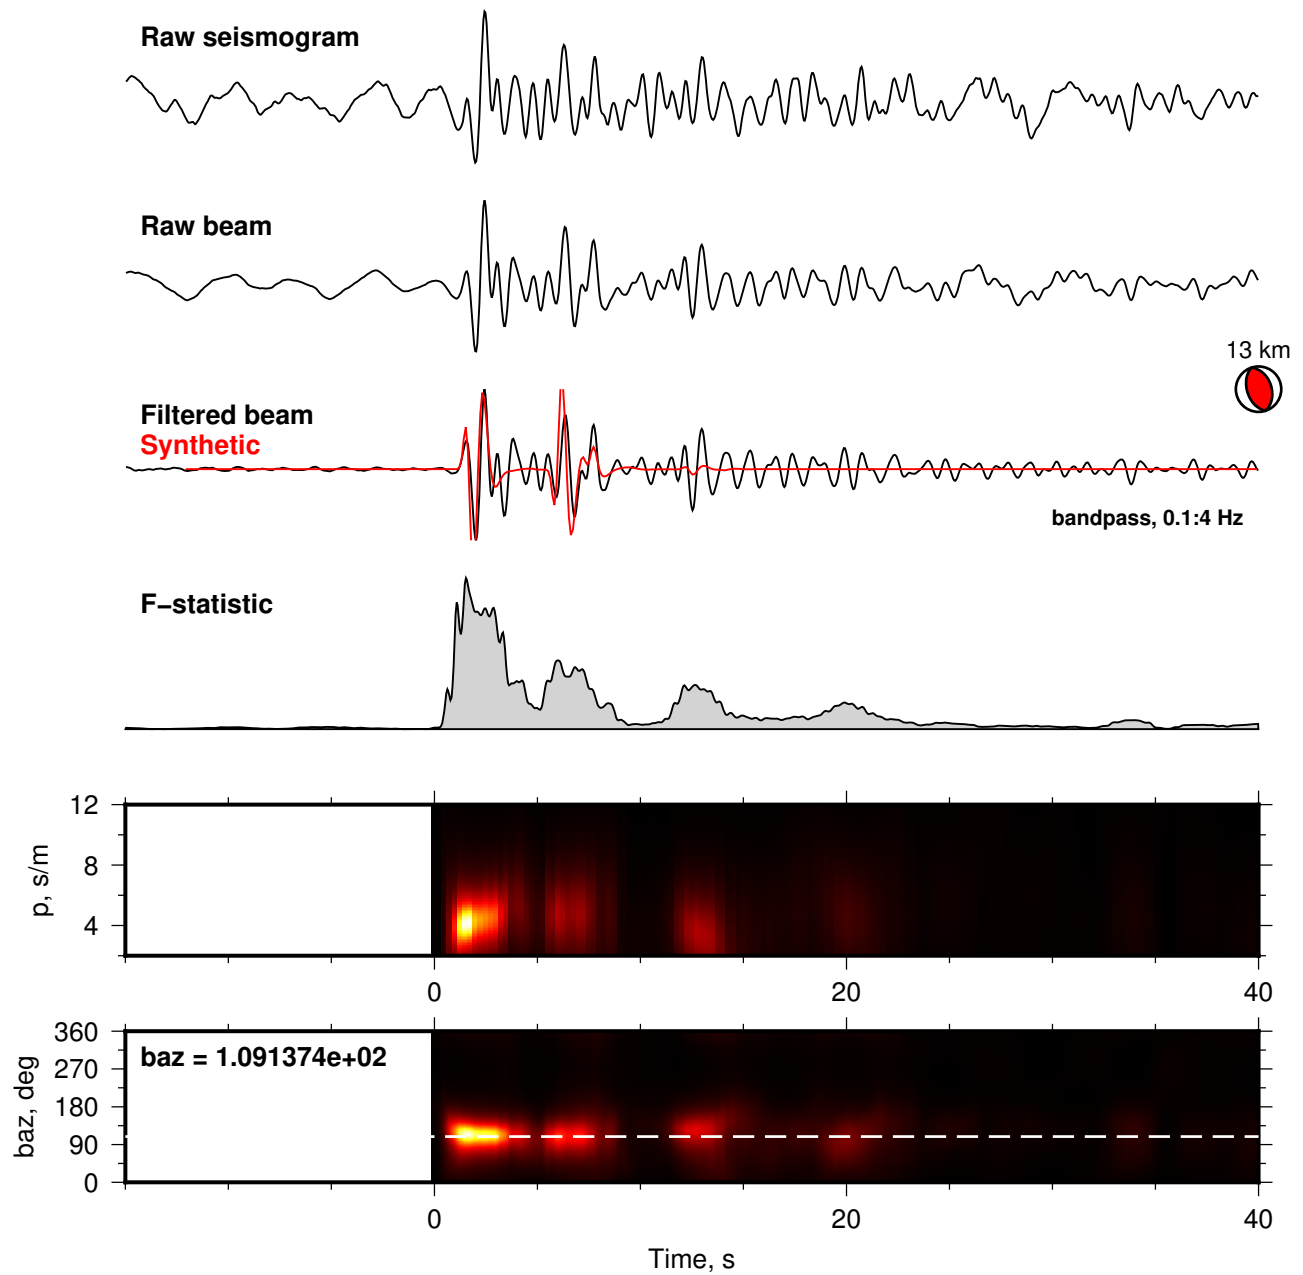 Raw seismogram
Raw beam
13 km
Filtered beam
Synthetic
bandpass, 0.1:4 Hz
F−statistic
12
8
4
p, s/m
0 20 40
360
270
180
90
0
baz, deg
baz = 1.091374e+02
0 20 40
Time, s